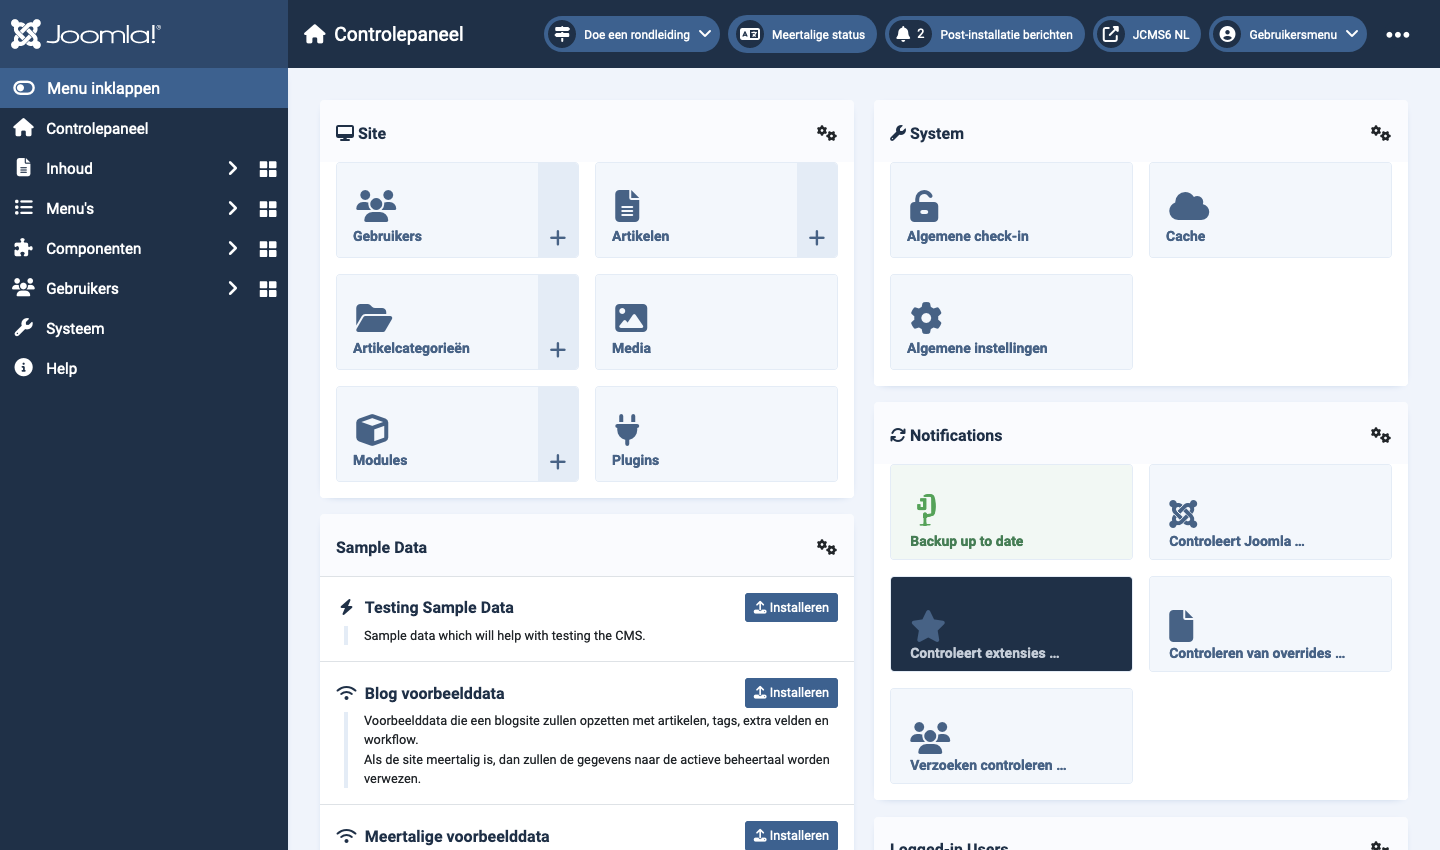 Joomla!®
Controlepaneel
Doe een rondleiding
Meertalige status
2 Post-installatie berichten
JCMS6 NL
Gebruikersmenu
Menu inklappen
Controlepaneel
Inhoud
Menu's
Componenten
Gebruikers
Systeem
Help
Site
Gebruikers
Artikelen
Artikelcategorieën
Media
Modules
Plugins
Sample Data
Testing Sample Data
Installeren
Sample data which will help with testing the CMS.
Blog voorbeelddata
Installeren
Voorbeelddata die een blogsite zullen opzetten met artikelen, tags, extra velden en
workflow.
Als de site meertalig is, dan zullen de gegevens naar de actieve beheertaal worden
verwezen.
Meertalige voorbeelddata
Installeren
System
Algemene check-in
Cache
Algemene instellingen
Notifications
Backup up to date
Controleert Joomla ...
Controleert extensies ...
Controleren van overrides ...
Verzoeken controleren ...
Logged-in Users